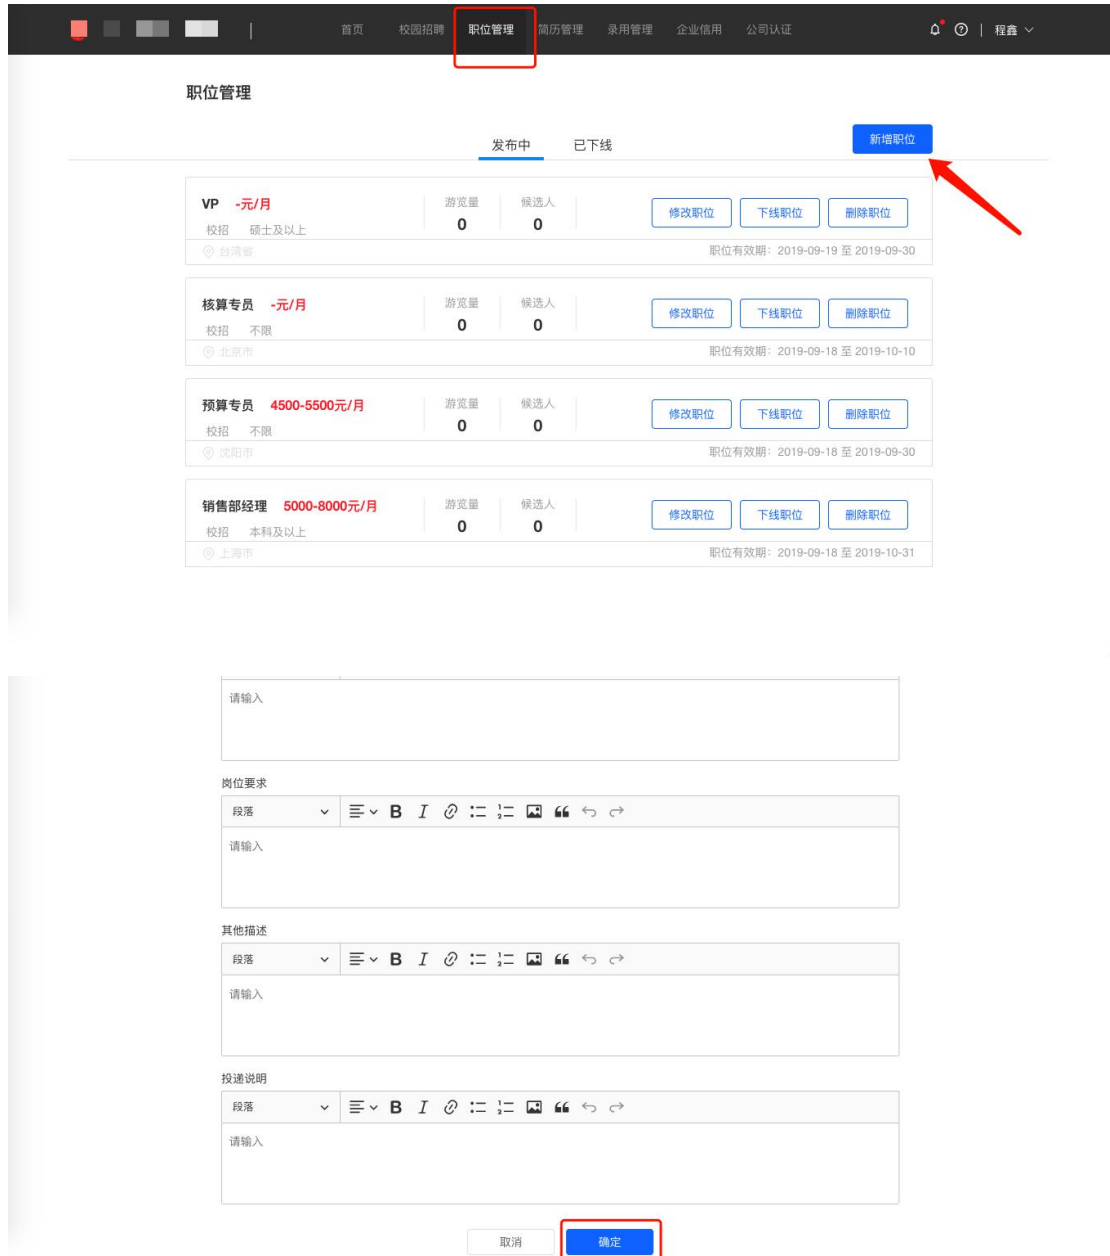 首页 校园招聘 职位管理 简历管理 录用管理 企业信用 公司认证 程鑫
职位管理
发布中 已下线 新增职位
VP -元/月 游览量 候选人
0 0 修改职位 下线职位 删除职位
校招 硕士及以上
台湾省 职位有效期：2019-09-19 至 2019-09-30
核算专员 -元/月 游览量 候选人
0 0 修改职位 下线职位 删除职位
校招 不限
北京市 职位有效期：2019-09-18 至 2019-10-10
预算专员 4500-5500元/月 游览量 候选人
0 0 修改职位 下线职位 删除职位
校招 不限
沈阳市 职位有效期：2019-09-18 至 2019-09-30
销售部经理 5000-8000元/月 游览量 候选人
0 0 修改职位 下线职位 删除职位
校招 本科及以上
上海市 职位有效期：2019-09-18 至 2019-10-31
请输入
岗位要求
段落 B I
请输入
其他描述
段落 B I
请输入
投递说明
段落 B I
请输入
取消 确定